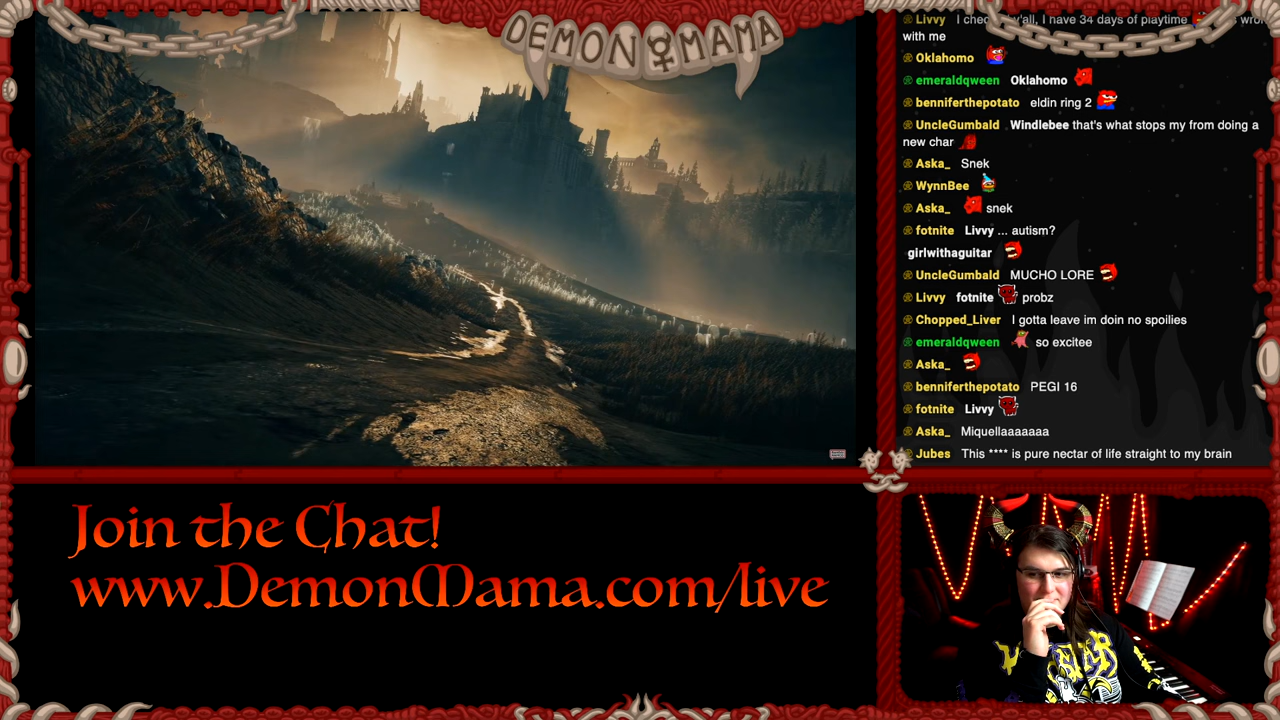 DEMON MAMA
Livvy I chec y'all, I have 34 days of playtime s wron
with me
Oklahomo
emeraldqween Oklahomo
benniferthepotato eldin ring 2
UncleGumbald Windlebee that's what stops my from doing a
new char
Aska_ Snek
WynnBee
Aska_ snek
fotnite Livvy ... autism?
girlwithaguitar
UncleGumbald MUCHO LORE
Livvy fotnite probz
Chopped_Liver I gotta leave im doin no spoilies
emeraldqween so excitee
Aska_
benniferthepotato PEGI 16
fotnite Livvy
Aska_ Miquellaaaaaaa
Jubes This **** is pure nectar of life straight to my brain
Join the Chat!
www.DemonMama.com/live